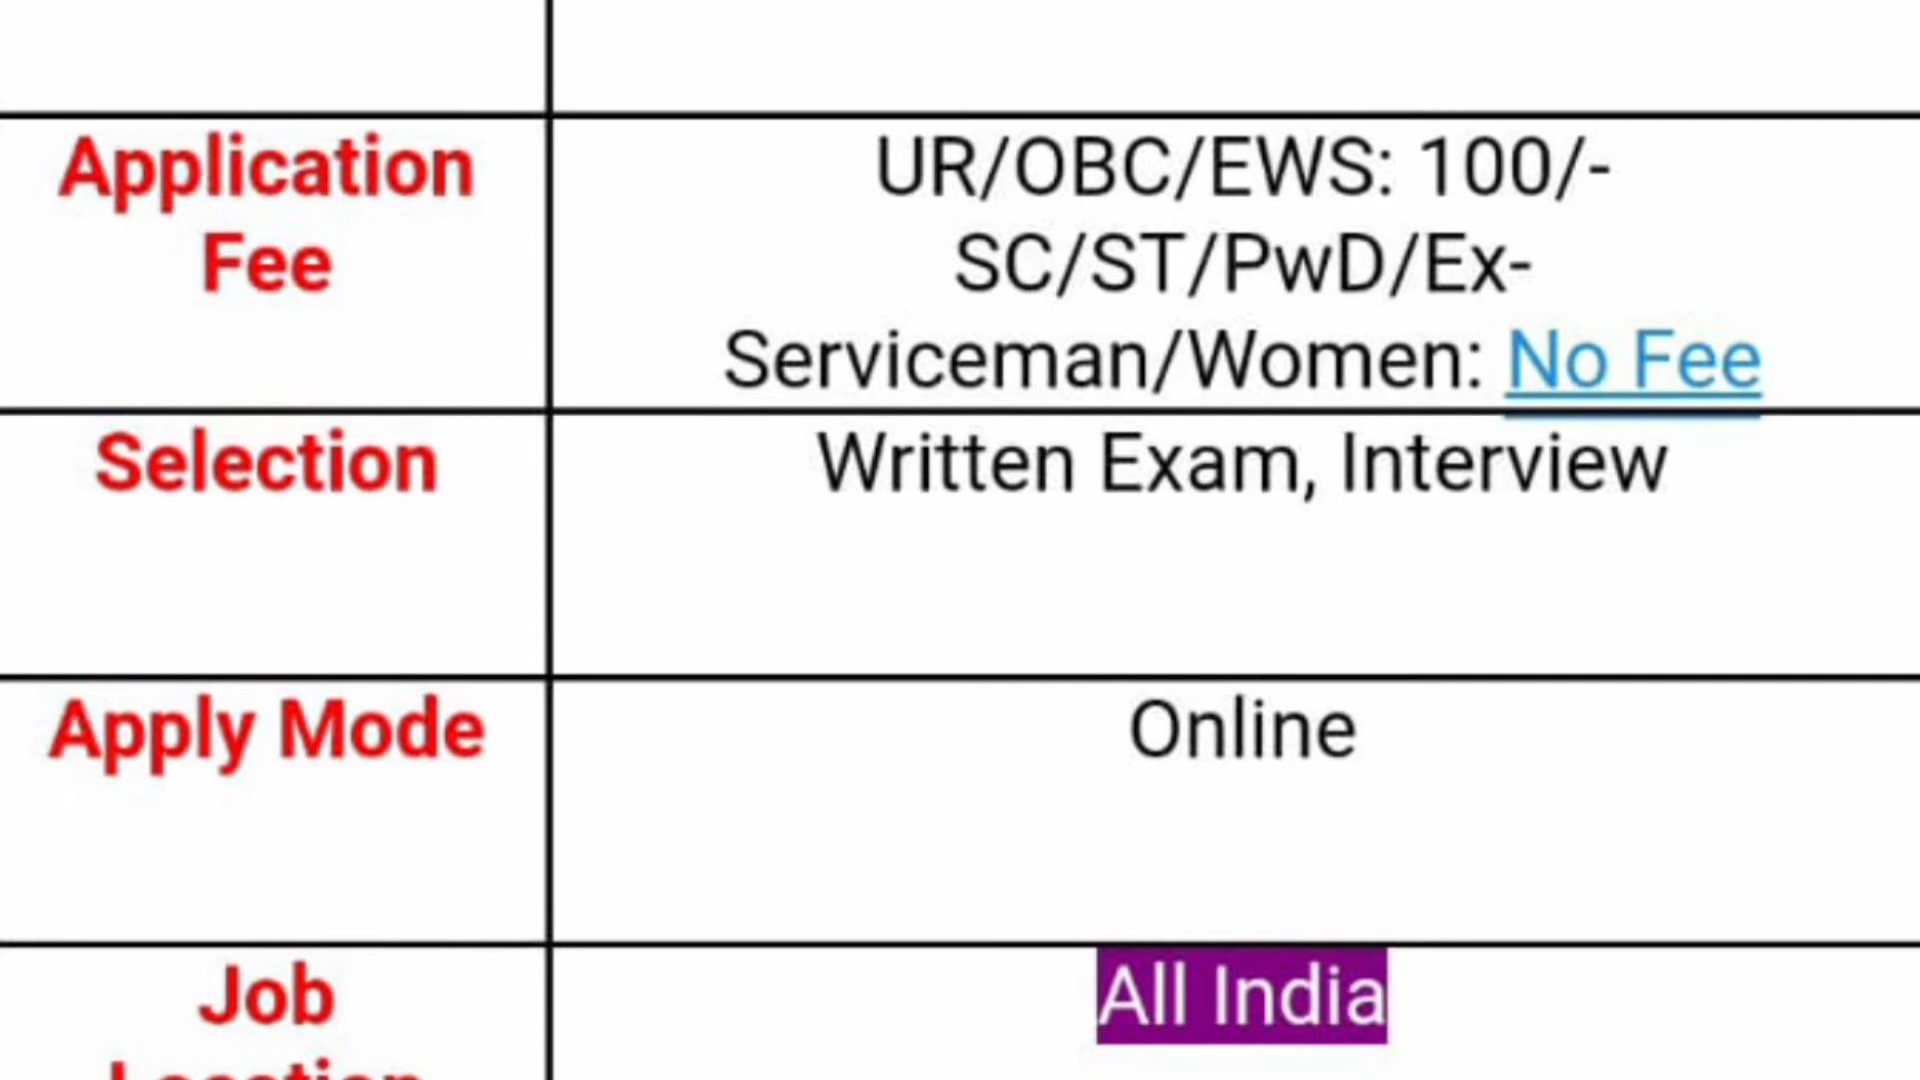 Application
Fee
UR/OBC/EWS: 100/-
SC/ST/PwD/Ex-
Serviceman/Women: No Fee
Selection
Written Exam, Interview
Apply Mode
Online
Job
Location
All India